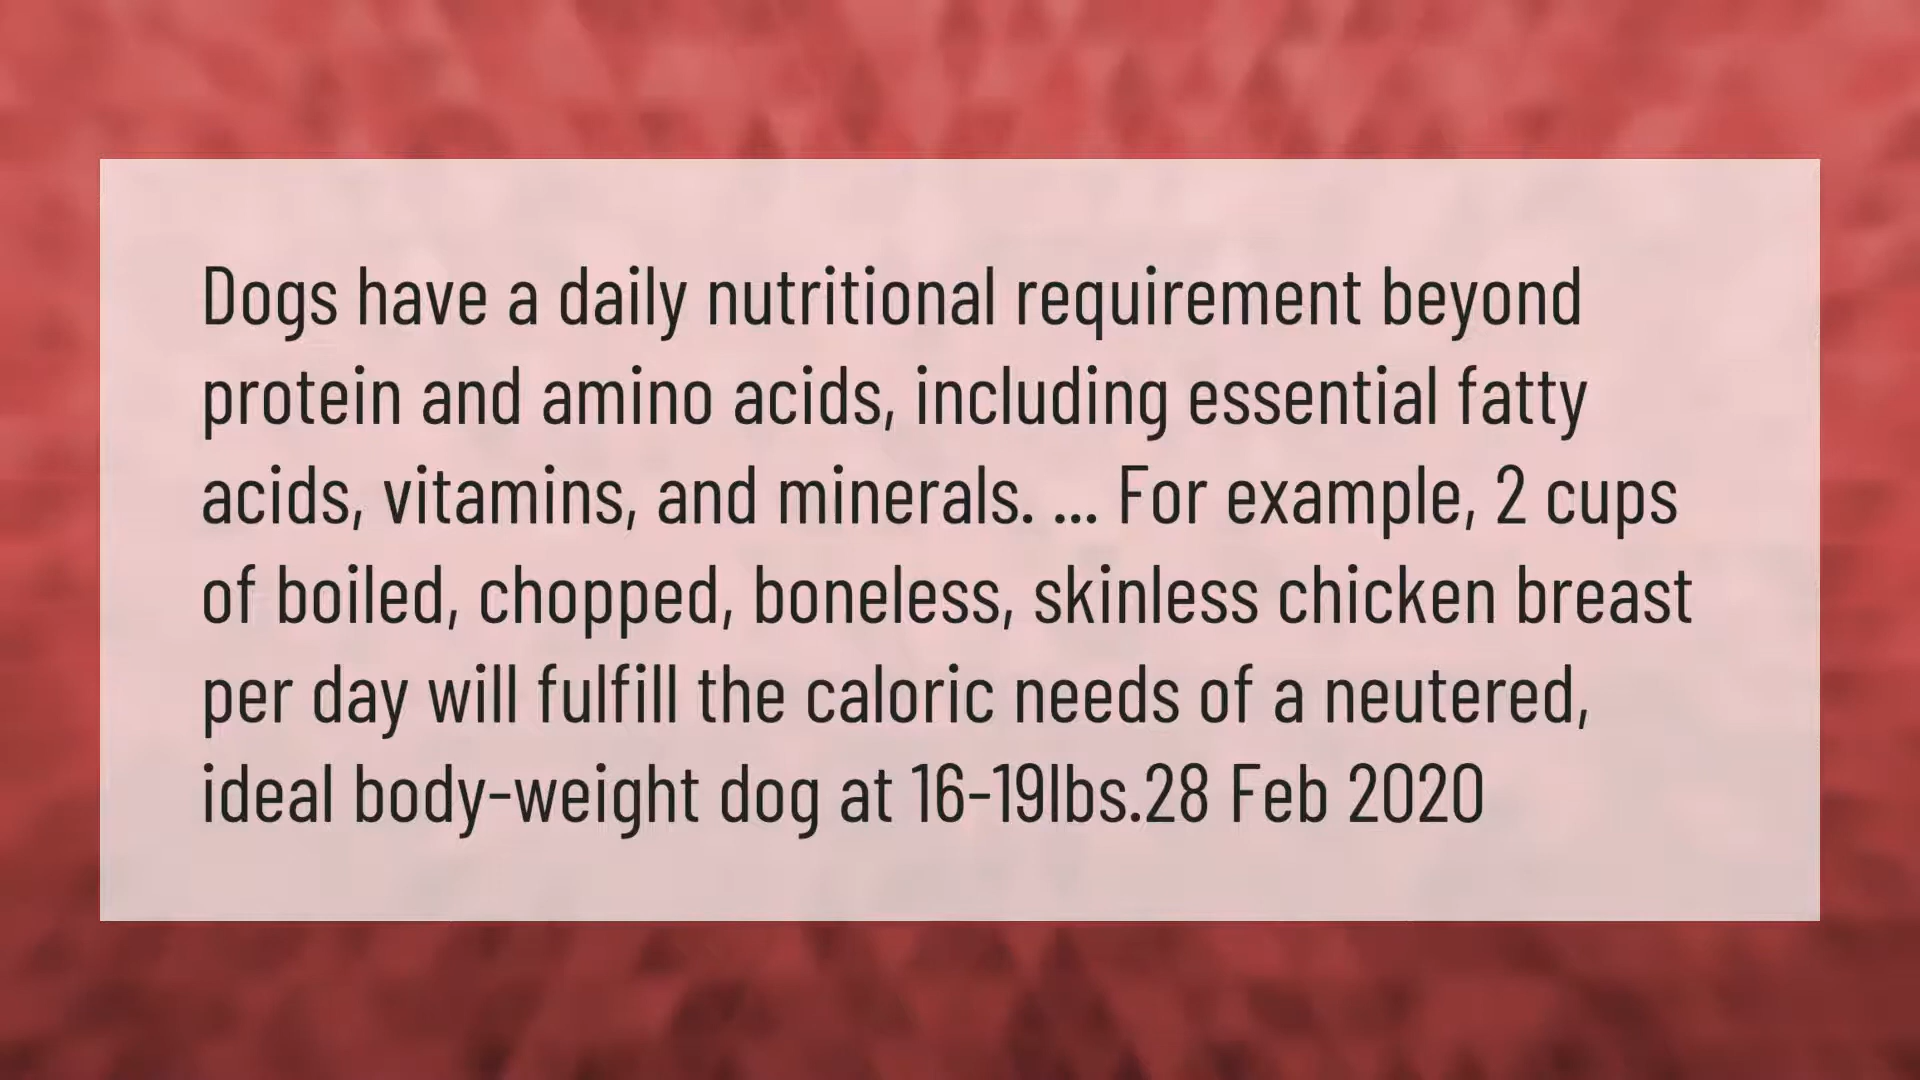 Dogs have a daily nutritional requirement beyond
protein and amino acids, including essential fatty
acids, vitamins, and minerals. ... For example, 2 cups
of boiled, chopped, boneless, skinless chicken breast
per day will fulfill the caloric needs of a neutered,
ideal body-weight dog at 16-19lbs.28 Feb 2020